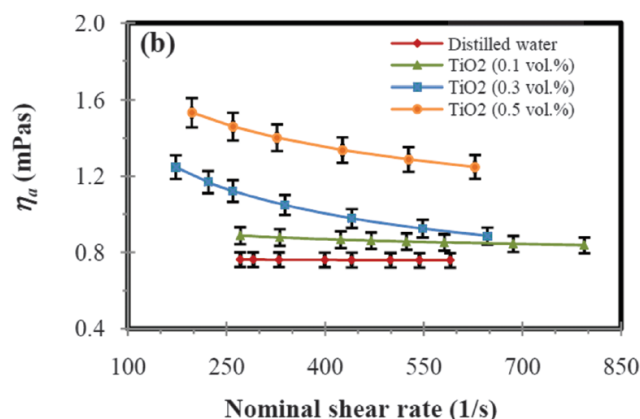 2.0
(b)
Distilled water
TiO2 (0.1 vol.%)
TiO2 (0.3 vol.%)
TiO2 (0.5 vol.%)
1.6
1.2
0.8
0.4
ηa (mPas)
100 250 400 550 700 850
Nominal shear rate (1/s)